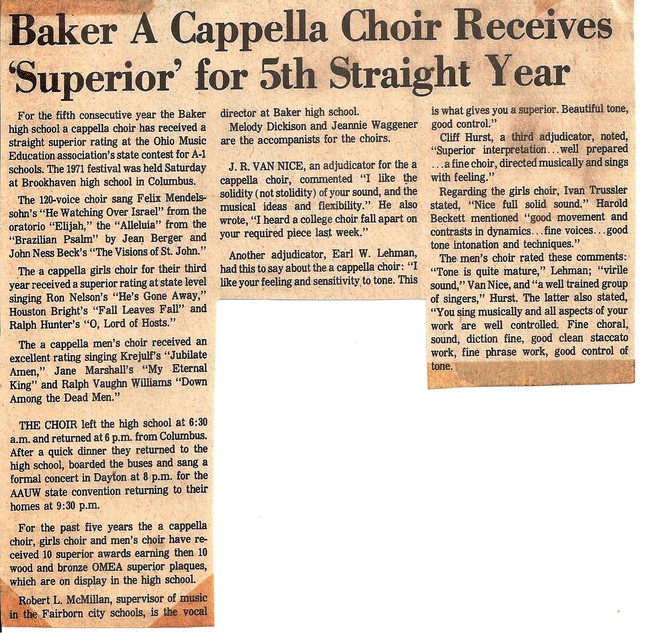 Baker A Cappella Choir Receives
'Superior' for 5th Straight Year
For the fifth consecutive year the Baker
high school a cappella choir has received a
straight superior rating at the Ohio Music
Education association's state contest for A-1
schools. The 1971 festival was held Saturday
at Brookhaven high school in Columbus.
The 120-voice choir sang Felix Mendels-
sohn's "He Watching Over Israel" from the
oratorio "Elijah," the "Alleluia" from the
"Brazilian Psalm" by Jean Berger and
John Ness Beck's "The Visions of St. John."
The a cappella girls choir for their third
year received a superior rating at state level
singing Ron Nelson's "He's Gone Away,"
Houston Bright's "Fall Leaves Fall" and
Ralph Hunter's "O, Lord of Hosts."
The a cappella men's choir received an
excellent rating singing Krejulf's "Jubilate
Amen," Jane Marshall's "My Eternal
King" and Ralph Vaughn Williams "Down
Among the Dead Men."
THE CHOIR left the high school at 6:30
a.m. and returned at 6 p.m. from Columbus.
After a quick dinner they returned to the
high school, boarded the buses and sang a
formal concert in Dayton at 8 p.m. for the
AAUW state convention returning to their
homes at 9:30 p.m.
For the past five years the a cappella
choir, girls choir and men's choir have re-
ceived 10 superior awards earning then 10
wood and bronze OMEA superior plaques,
which are on display in the high school.
Robert L. McMillan, supervisor of music
in the Fairborn city schools, is the vocal
director at Baker high school.
Melody Dickison and Jeannie Waggener
are the accompanists for the choirs.
J. R. VAN NICE, an adjudicator for the a
cappella choir, commented "I like the
solidity (not stolidity) of your sound, and the
musical ideas and flexibility." He also
wrote, "I heard a college choir fall apart on
your required piece last week."
Another adjudicator, Earl W. Lehman,
had this to say about the a cappella choir: "I
like your feeling and sensitivity to tone. This
is what gives you a superior. Beautiful tone,
good control."
Cliff Hurst, a third adjudicator, noted,
"Superior interpretation...well prepared
...a fine choir, directed musically and sings
with feeling."
Regarding the girls choir, Ivan Trussler
stated, "Nice full solid sound." Harold
Beckett mentioned "good movement and
contrasts in dynamics...fine voices...good
tone intonation and techniques."
The men's choir rated these comments:
"Tone is quite mature," Lehman; "virile
sound," Van Nice, and "a well trained group
of singers," Hurst. The latter also stated,
"You sing musically and all aspects of your
work are well controlled. Fine choral,
sound, diction fine, good clean staccato
work, fine phrase work, good control of
tone.